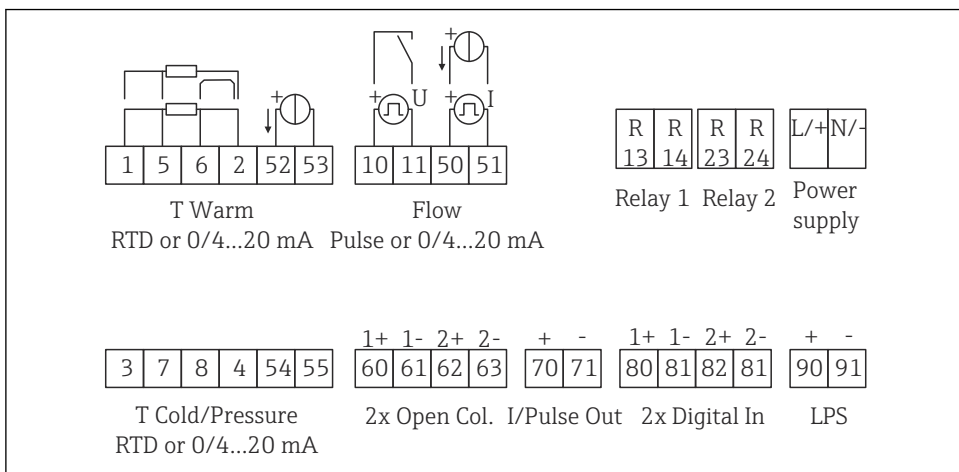 +
+
U
+
+
I
+
1 5 6 2 52 53
10 11 50 51
R R R R
13 14 23 24
L/+ N/-
T Warm
RTD or 0/4...20 mA
Flow
Pulse or 0/4...20 mA
Relay 1
Relay 2
Power
supply
3 7 8 4 54 55
T Cold/Pressure
RTD or 0/4...20 mA
1+ 1- 2+ 2-
60 61 62 63
2x Open Col.
+ -
70 71
I/Pulse Out
1+ 1- 2+ 2-
80 81 82 81
2x Digital In
+ -
90 91
LPS